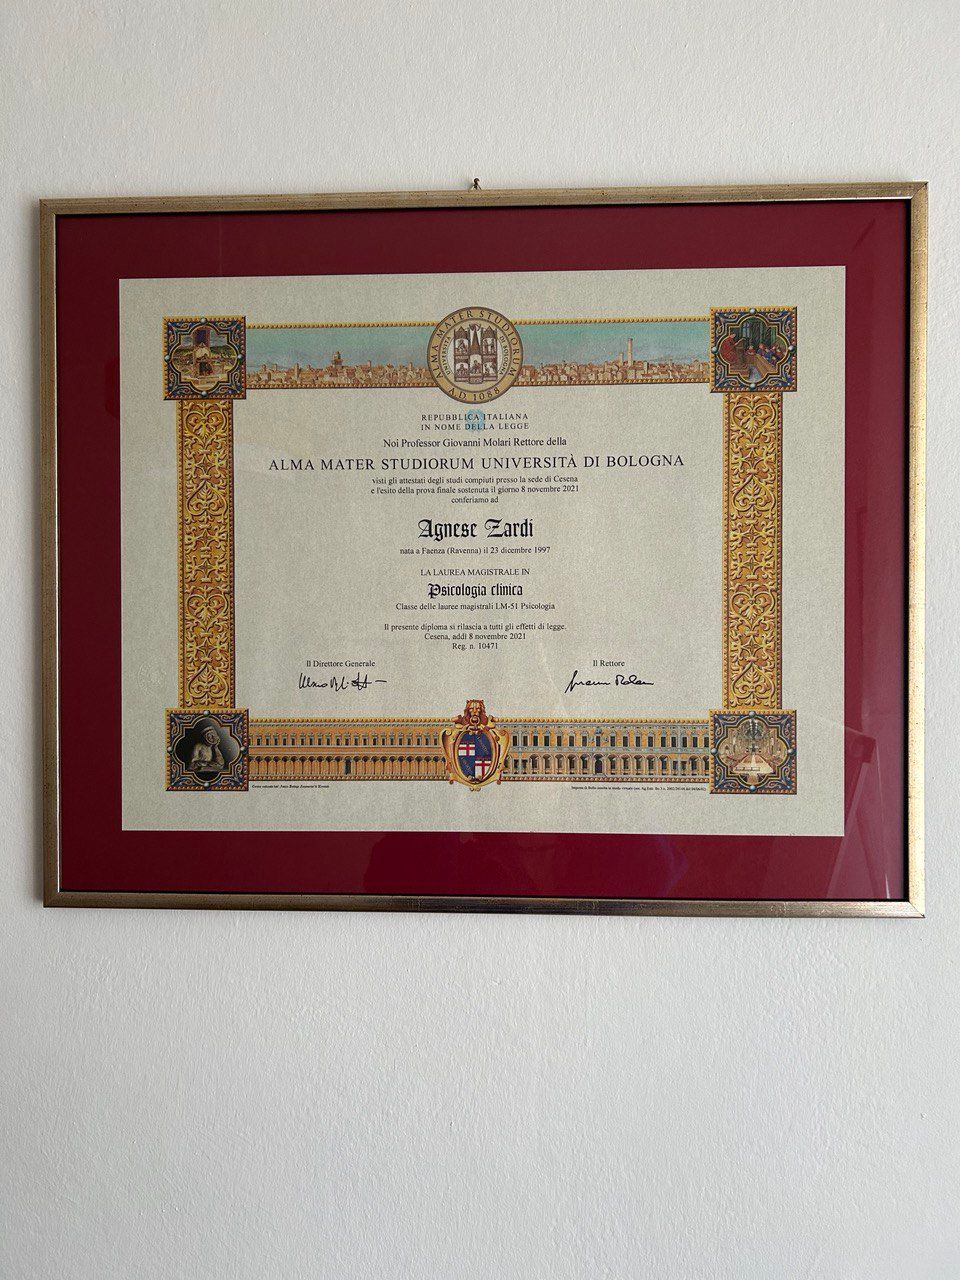 ALMA MATER STUDIORUM
A.D. 1088
REPUBBLICA ITALIANA
IN NOME DELLA LEGGE
Noi Professor Giovanni Molari Rettore della
ALMA MATER STUDIORUM UNIVERSITÀ DI BOLOGNA
visti gli attestati degli studi compiuti presso la sede di Cesena
e l'esito della prova finale sostenuta il giorno 8 novembre 2021
conferiamo ad
Agnese Zardi
nata a Faenza (Ravenna) il 23 dicembre 1997
LA LAUREA MAGISTRALE IN
Psicologia clinica
Classe delle lauree magistrali LM-51 Psicologia
Il presente diploma si rilascia a tutti gli effetti di legge.
Cesena, addì 8 novembre 2021
Reg. n. 10471
Il Direttore Generale
Il Rettore